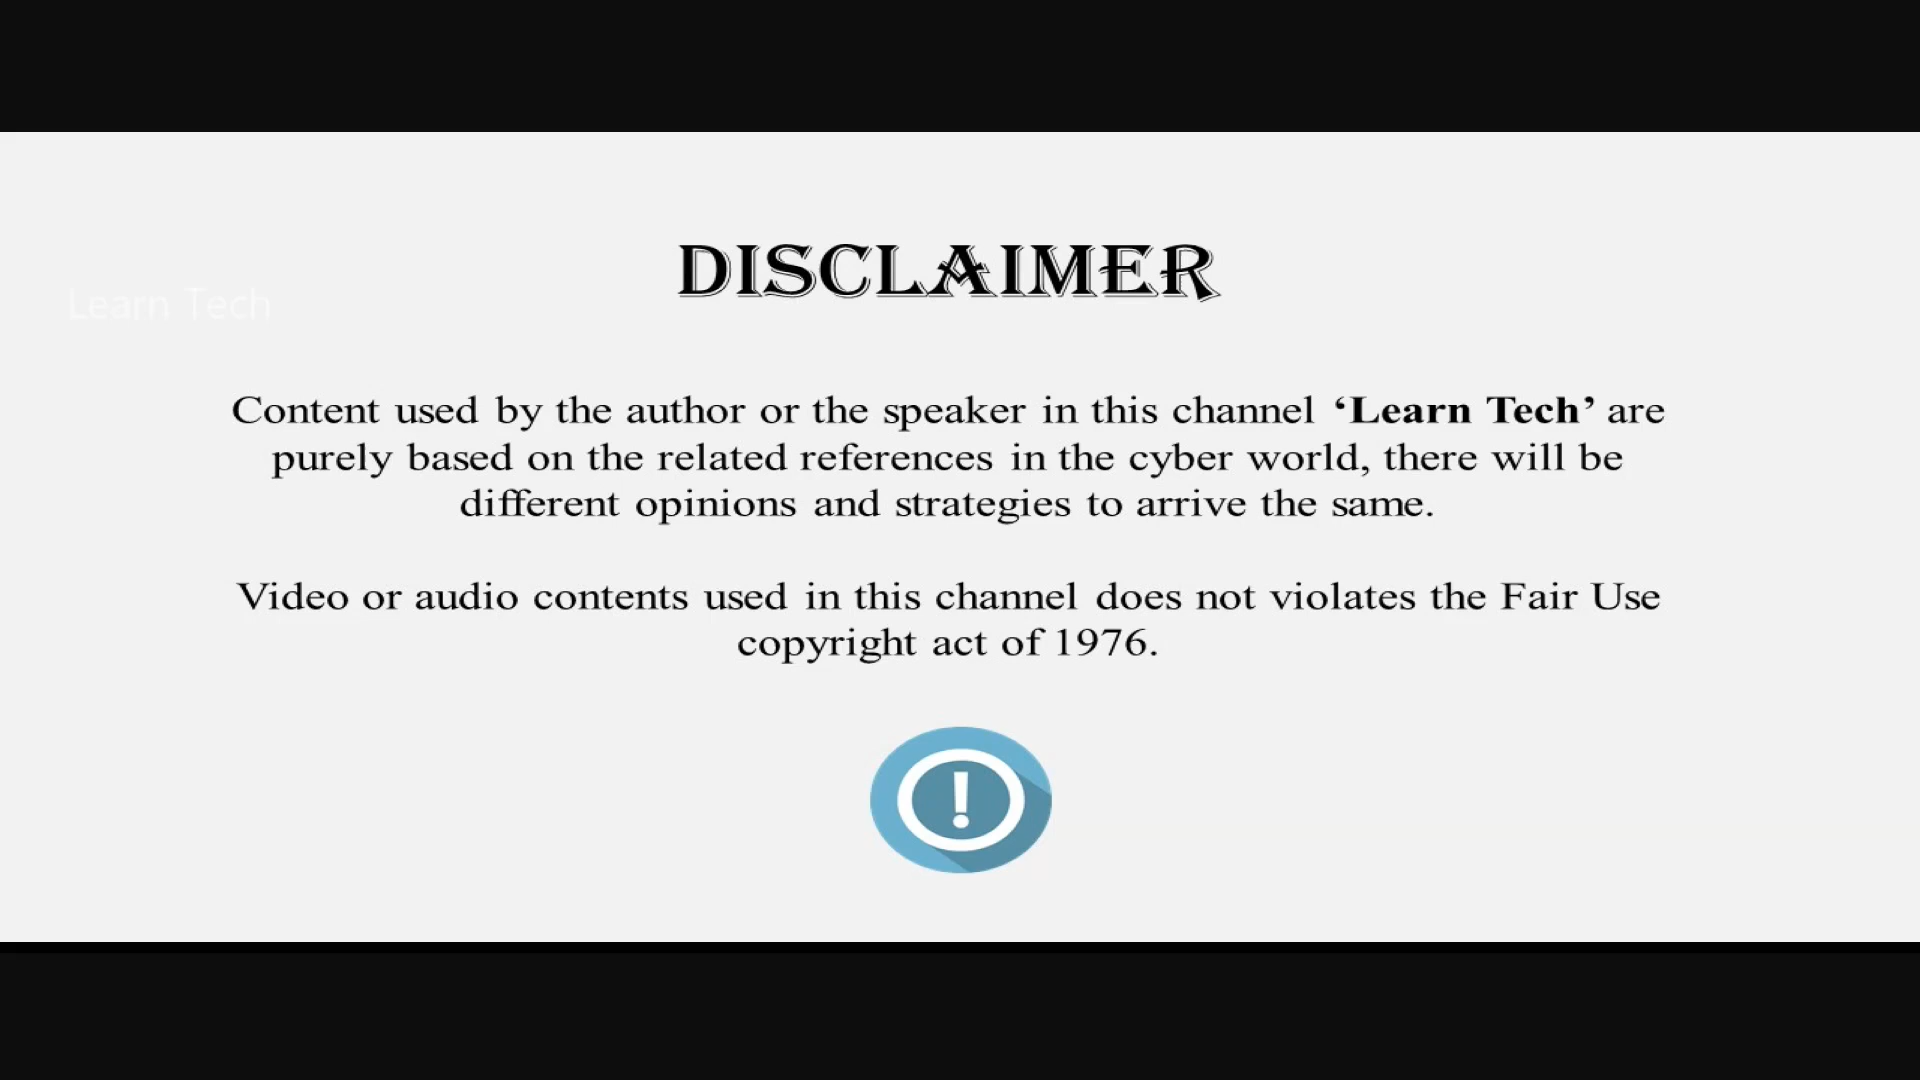 DISCLAIMER
Learn Tech
Content used by the author or the speaker in this channel ‘Learn Tech’ are
purely based on the related references in the cyber world, there will be
different opinions and strategies to arrive the same.
Video or audio contents used in this channel does not violates the Fair Use
copyright act of 1976.